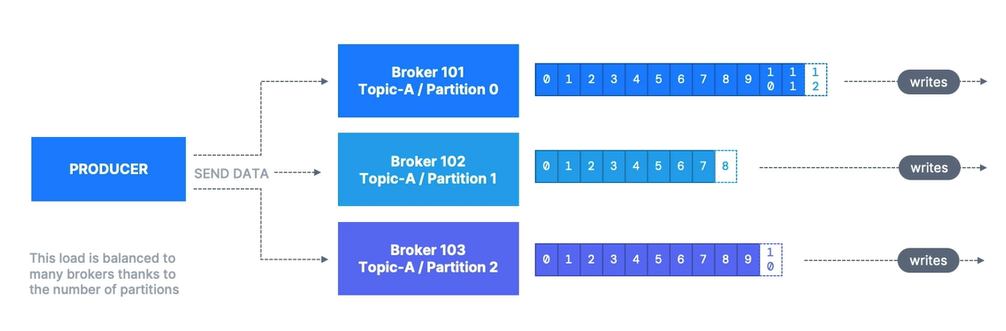 Broker 101
Topic-A / Partition 0
0 1 2 3 4 5 6 7 8 9 10 11 12
writes
PRODUCER
SEND DATA
Broker 102
Topic-A / Partition 1
0 1 2 3 4 5 6 7 8
writes
Broker 103
Topic-A / Partition 2
0 1 2 3 4 5 6 7 8 9 10
writes
This load is balanced to
many brokers thanks to
the number of partitions